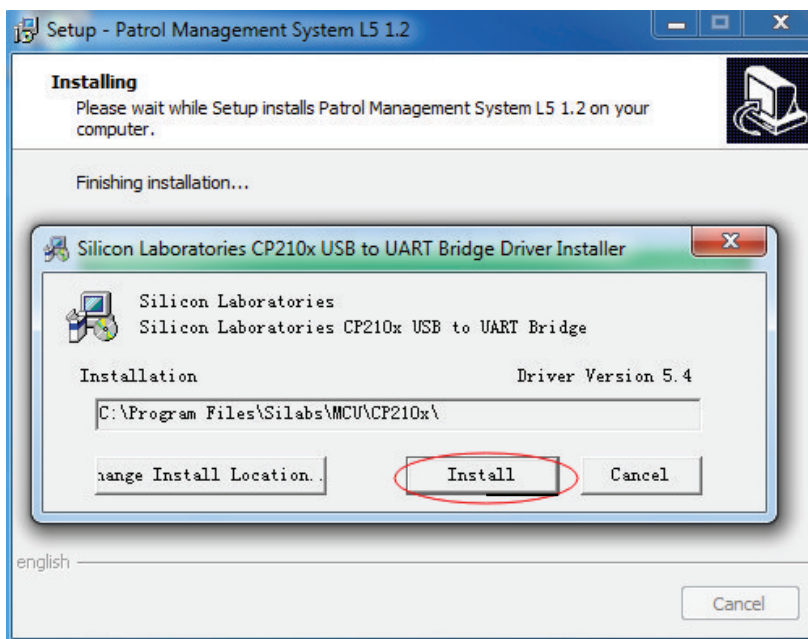 Setup - Patrol Management System L5 1.2
Installing
Please wait while Setup installs Patrol Management System L5 1.2 on your
computer.
Finishing installation...
Silicon Laboratories CP210x USB to UART Bridge Driver Installer
Silicon Laboratories
Silicon Laboratories CP210x USB to UART Bridge
Installation Driver Version 5.4
C:\Program Files\Silabs\MCU\CP210x\
hange Install Location.. Install Cancel
english
Cancel